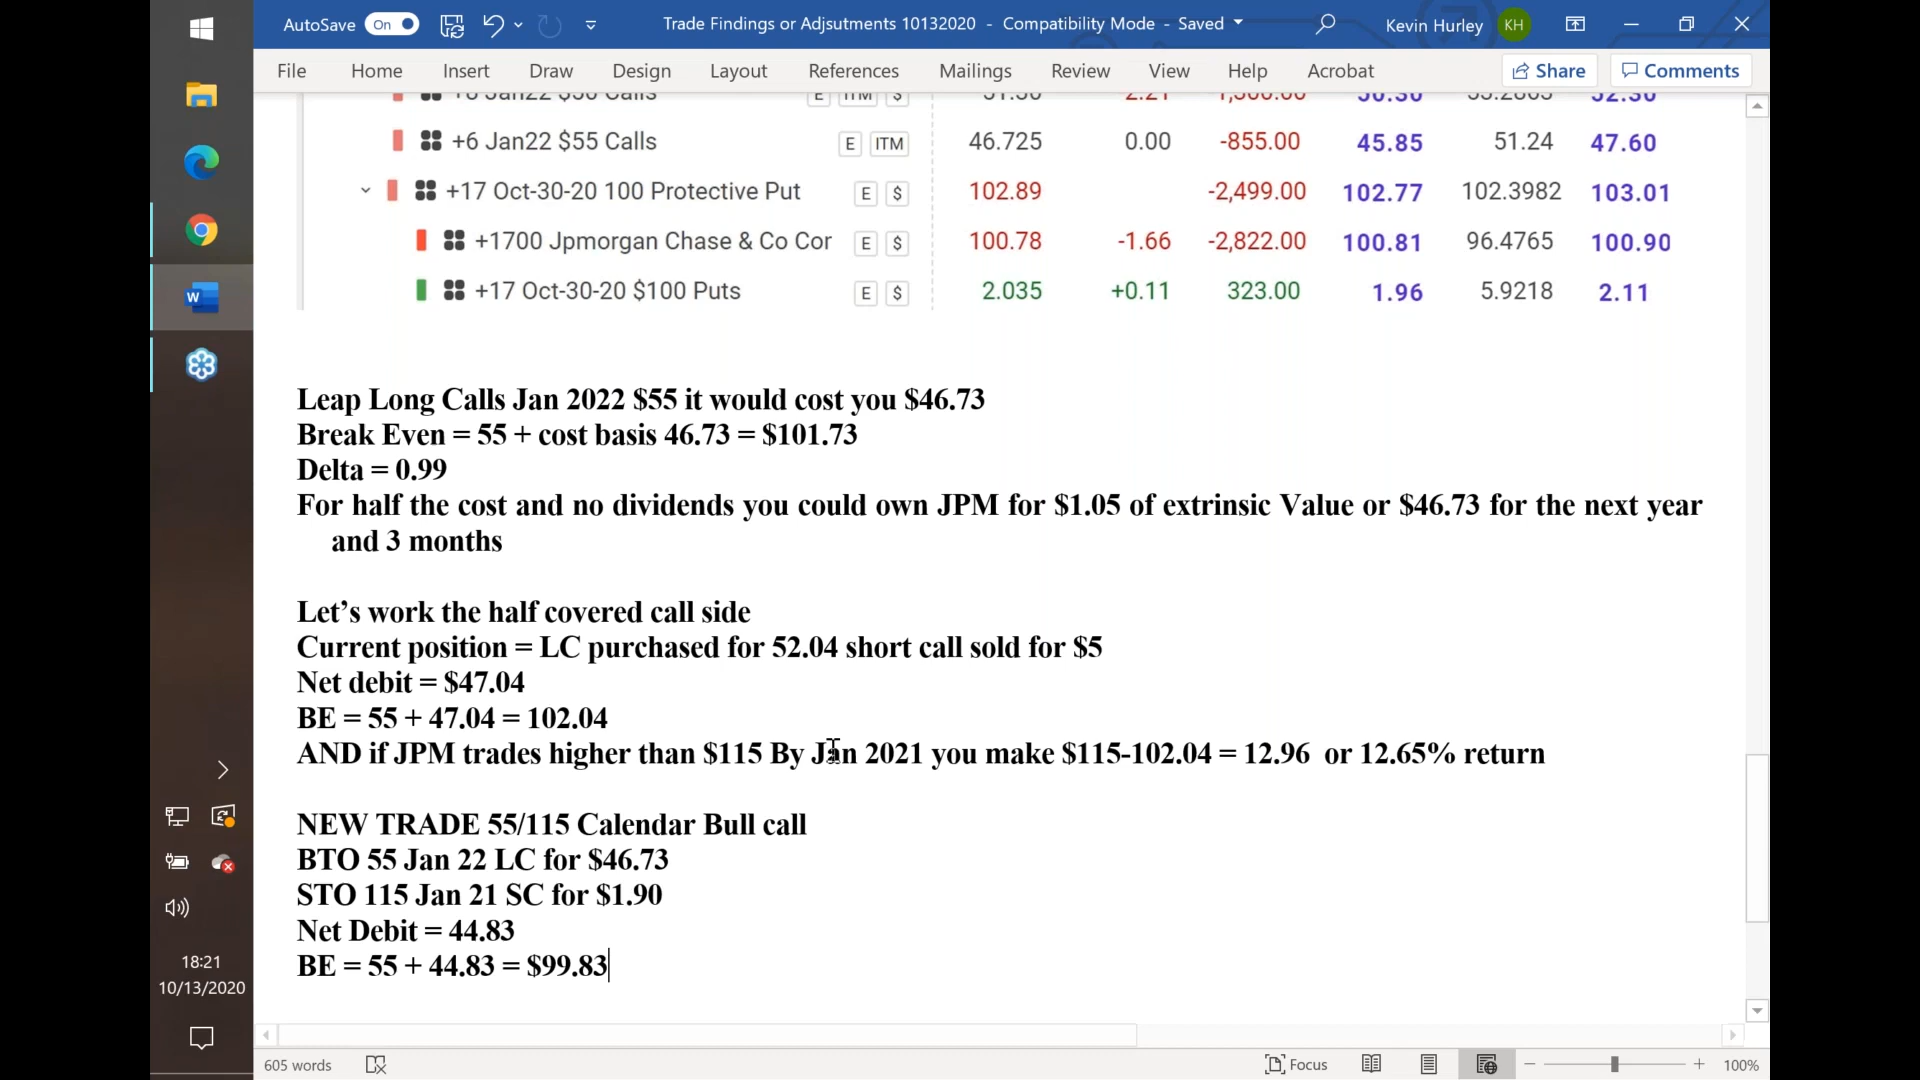 AutoSave On Trade Findings or Adjsutments 10132020 - Compatibility Mode - Saved Kevin Hurley KH
File Home Insert Draw Design Layout References Mailings Review View Help Acrobat Share Comments
+6 Jan22 $55 Calls E ITM 46.725 0.00 -855.00 45.85 51.24 47.60
+17 Oct-30-20 100 Protective Put E $ 102.89 -2,499.00 102.77 102.3982 103.01
+1700 Jpmorgan Chase & Co Cor E $ 100.78 -1.66 -2,822.00 100.81 96.4765 100.90
+17 Oct-30-20 $100 Puts E $ 2.035 +0.11 323.00 1.96 5.9218 2.11
Leap Long Calls Jan 2022 $55 it would cost you $46.73
Break Even = 55 + cost basis 46.73 = $101.73
Delta = 0.99
For half the cost and no dividends you could own JPM for $1.05 of extrinsic Value or $46.73 for the next year
and 3 months
Let's work the half covered call side
Current position = LC purchased for 52.04 short call sold for $5
Net debit = $47.04
BE = 55 + 47.04 = 102.04
AND if JPM trades higher than $115 By Jan 2021 you make $115-102.04 = 12.96 or 12.65% return
NEW TRADE 55/115 Calendar Bull call
BTO 55 Jan 22 LC for $46.73
STO 115 Jan 21 SC for $1.90
Net Debit = 44.83
BE = 55 + 44.83 = $99.83
18:21
10/13/2020
605 words Focus 100%